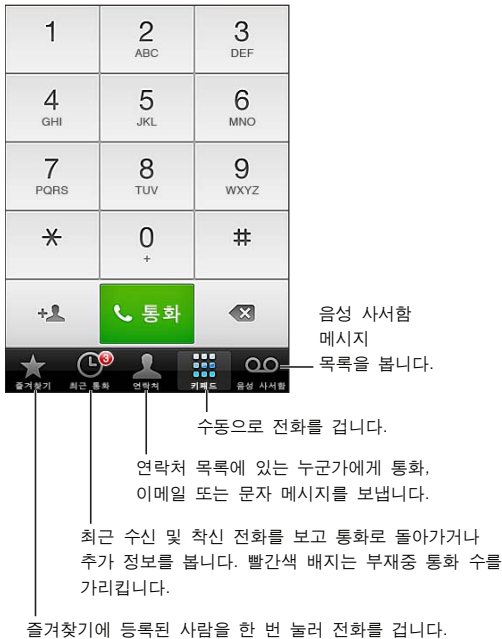 1 2 3
ABC DEF
4 5 6
GHI JKL MNO
7 8 9
PQRS TUV WXYZ
* 0 #
+
+ 통화
3
즐겨찾기 최근 통화 연락처 키패드 음성 사서함
음성 사서함
메시지
목록을 봅니다.
수동으로 전화를 겁니다.
연락처 목록에 있는 누군가에게 통화,
이메일 또는 문자 메시지를 보냅니다.
최근 수신 및 착신 전화를 보고 통화로 돌아가거나
추가 정보를 봅니다. 빨간색 배지는 부재중 통화 수를
가리킵니다.
즐겨찾기에 등록된 사람을 한 번 눌러 전화를 겁니다.